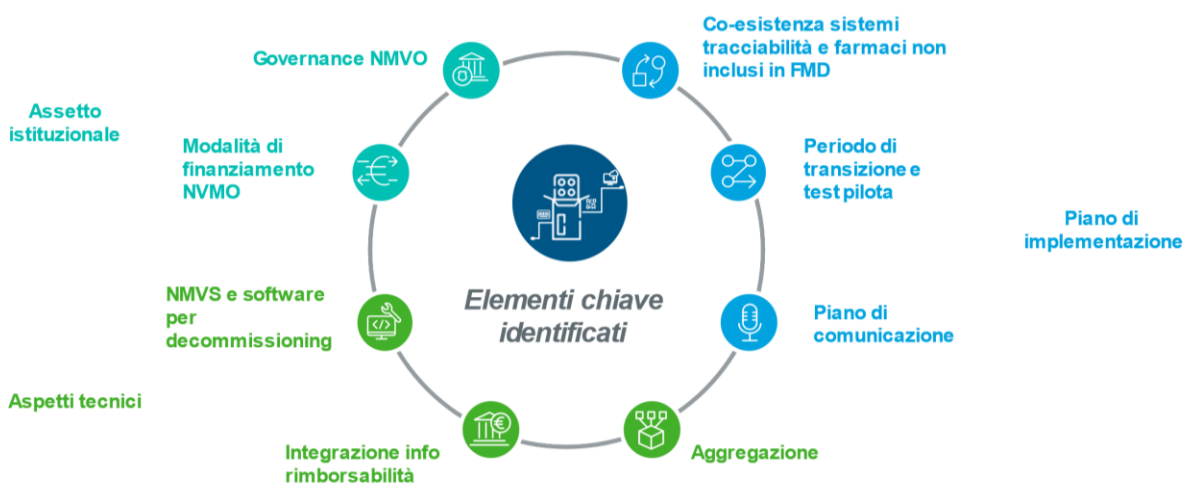 Governance NMVO
Co-esistenza sistemi
tracciabilità e farmaci non
inclusi in FMD
Assetto
istituzionale
Modalità di
finanziamento
NVMO
Periodo di
transizione e
test pilota
Piano di
implementazione
Elementi chiave
identificati
NMVS e software
per
decommissioning
Piano di
comunicazione
Aspetti tecnici
Integrazione info
rimborsabilità
Aggregazione